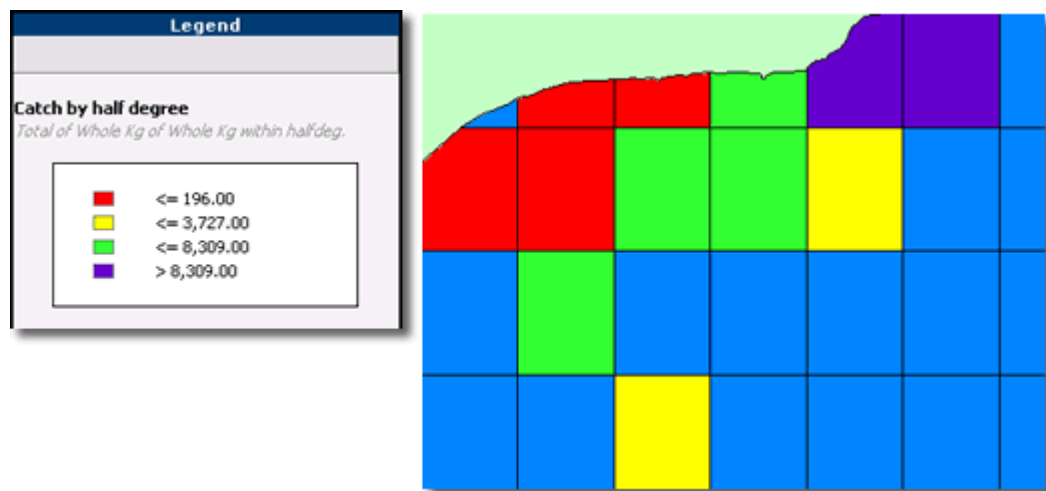 Legend
Catch by half degree
Total of Whole Kg of Whole Kg within halfdeg.
<= 196.00
<= 3,727.00
<= 8,309.00
> 8,309.00